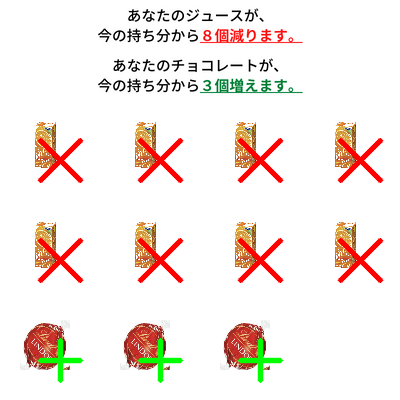 あなたのジュースが、
今の持ち分から８個減ります。
あなたのチョコレートが、
今の持ち分から３個増えます。